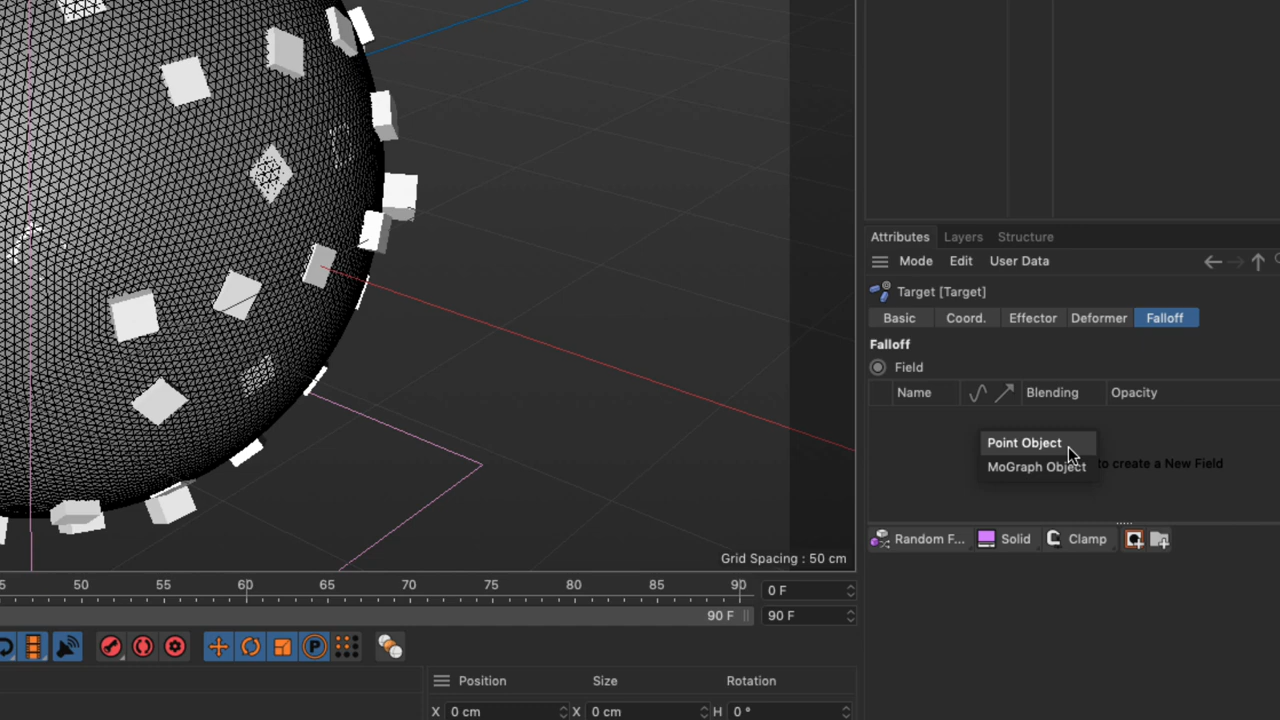 Attributes Layers Structure
Mode Edit User Data
Target [Target]
Basic Coord. Effector Deformer Falloff
Falloff
Field
Name Blending Opacity
Point Object
MoGraph Object to create a New Field
Random F... Solid Clamp
Grid Spacing : 50 cm
5 50 55 60 65 70 75 80 85 90 0 F
90 F 90 F
P
Position Size Rotation
X 0 cm X 0 cm H 0 °